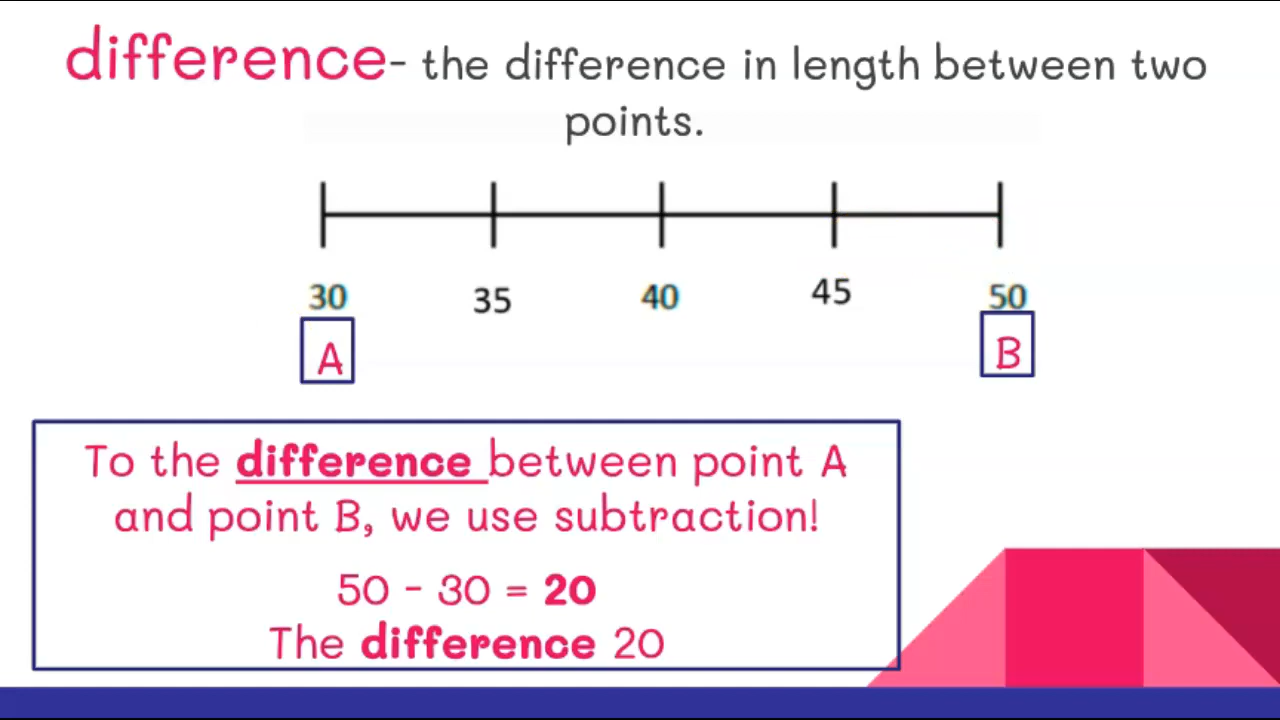 difference- the difference in length between two
points.
30 35 40 45 50
A B
To the difference between point A
and point B, we use subtraction!
50 - 30 = 20
The difference 20